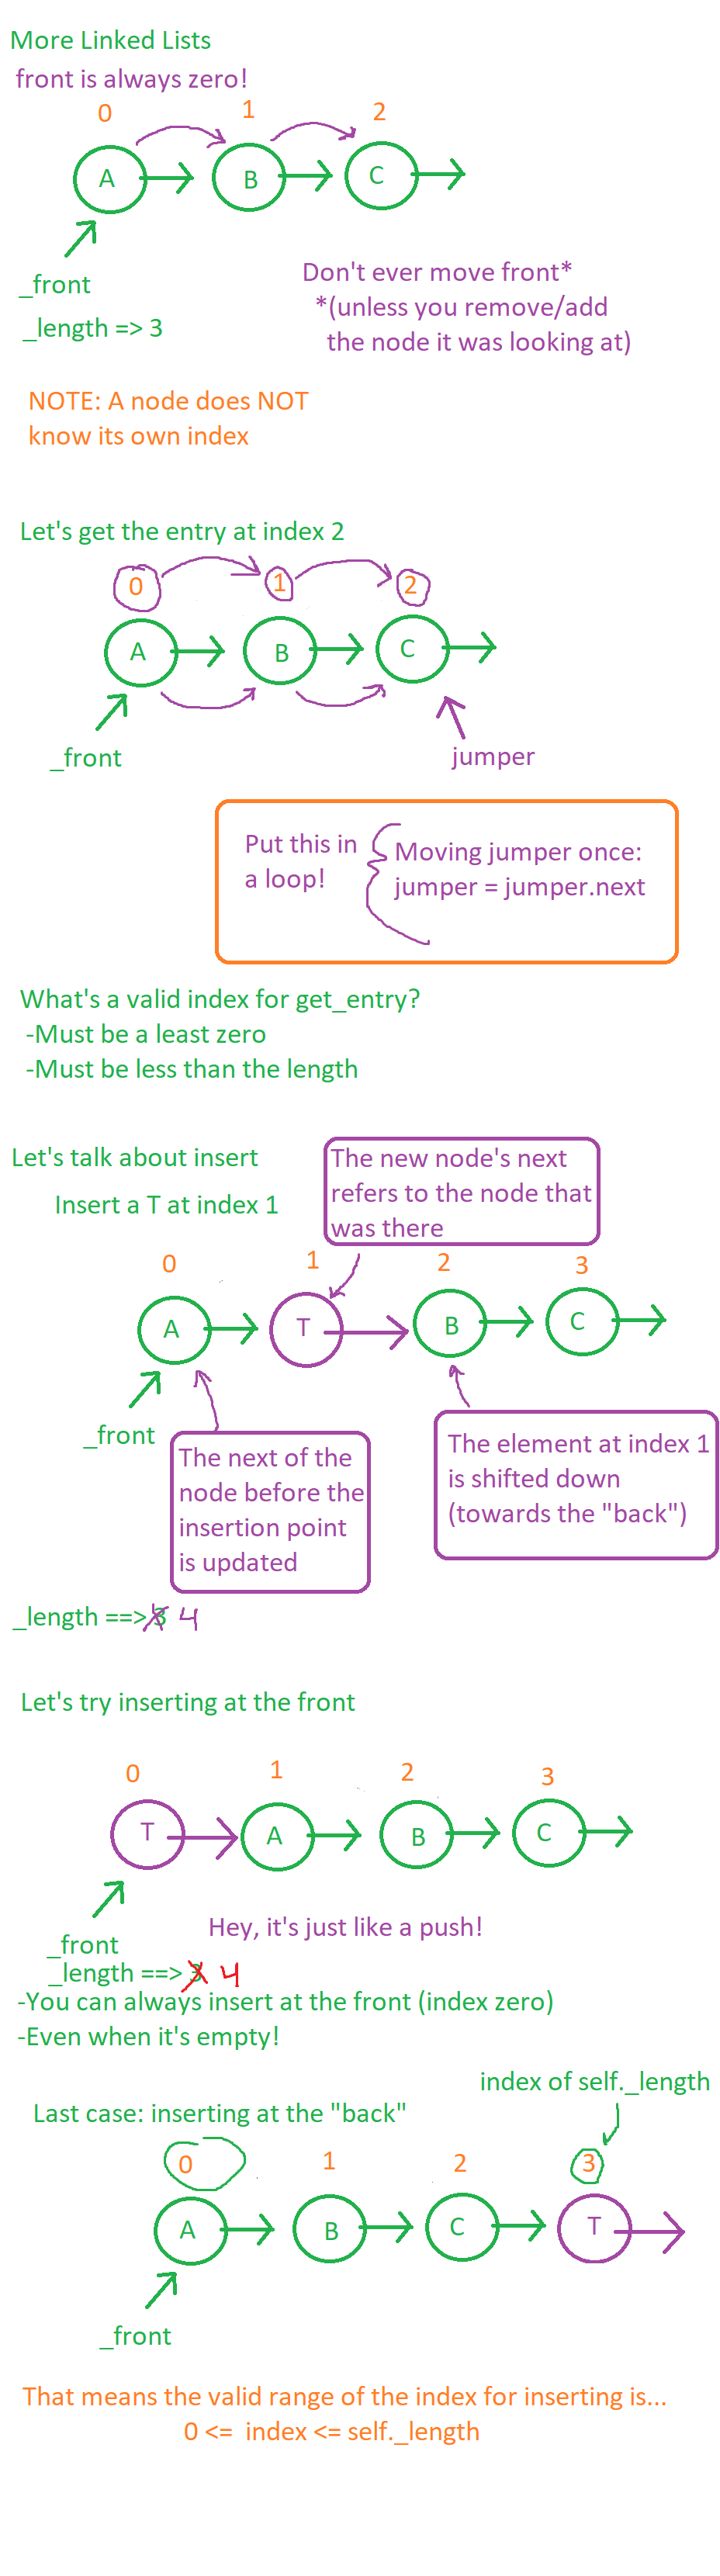 More Linked Lists
front is always zero!
0 1 2
A B C
_front
_length => 3
Don't ever move front*
*(unless you remove/add
the node it was looking at)
NOTE: A node does NOT
know its own index
Let's get the entry at index 2
0 1 2
A B C
_front
jumper
Put this in
a loop!
Moving jumper once:
jumper = jumper.next
What's a valid index for get_entry?
-Must be a least zero
-Must be less than the length
Let's talk about insert
Insert a T at index 1
The new node's next
refers to the node that
was there
0 1 2 3
A T B C
_front
The next of the
node before the
insertion point
is updated
The element at index 1
is shifted down
(towards the "back")
_length ==> 3 4
Let's try inserting at the front
0 1 2 3
T A B C
_front
Hey, it's just like a push!
_length ==> 3 4
-You can always insert at the front (index zero)
-Even when it's empty!
index of self._length
Last case: inserting at the "back"
0 1 2 3
A B C T
_front
That means the valid range of the index for inserting is...
0 <= index <= self._length